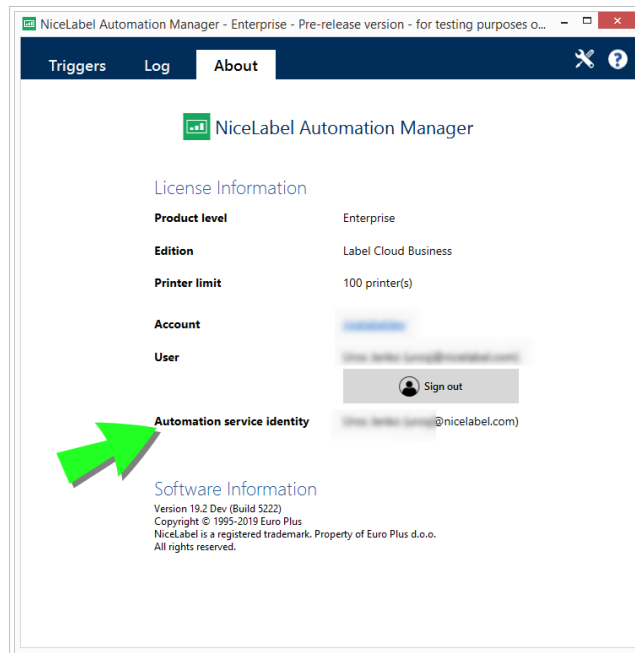 NiceLabel Automation Manager - Enterprise - Pre-release version - for testing purposes o...
Triggers Log About
NiceLabel Automation Manager
License Information
Product level Enterprise
Edition Label Cloud Business
Printer limit 100 printer(s)
Account
User
Sign out
Automation service identity @nicelabel.com)
Software Information
Version 19.2 Dev (Build 5222)
Copyright © 1995-2019 Euro Plus
NiceLabel is a registered trademark. Property of Euro Plus d.o.o.
All rights reserved.